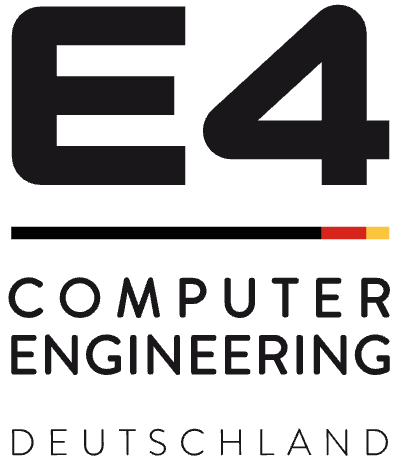 E4
COMPUTER
ENGINEERING
DEUTSCHLAND